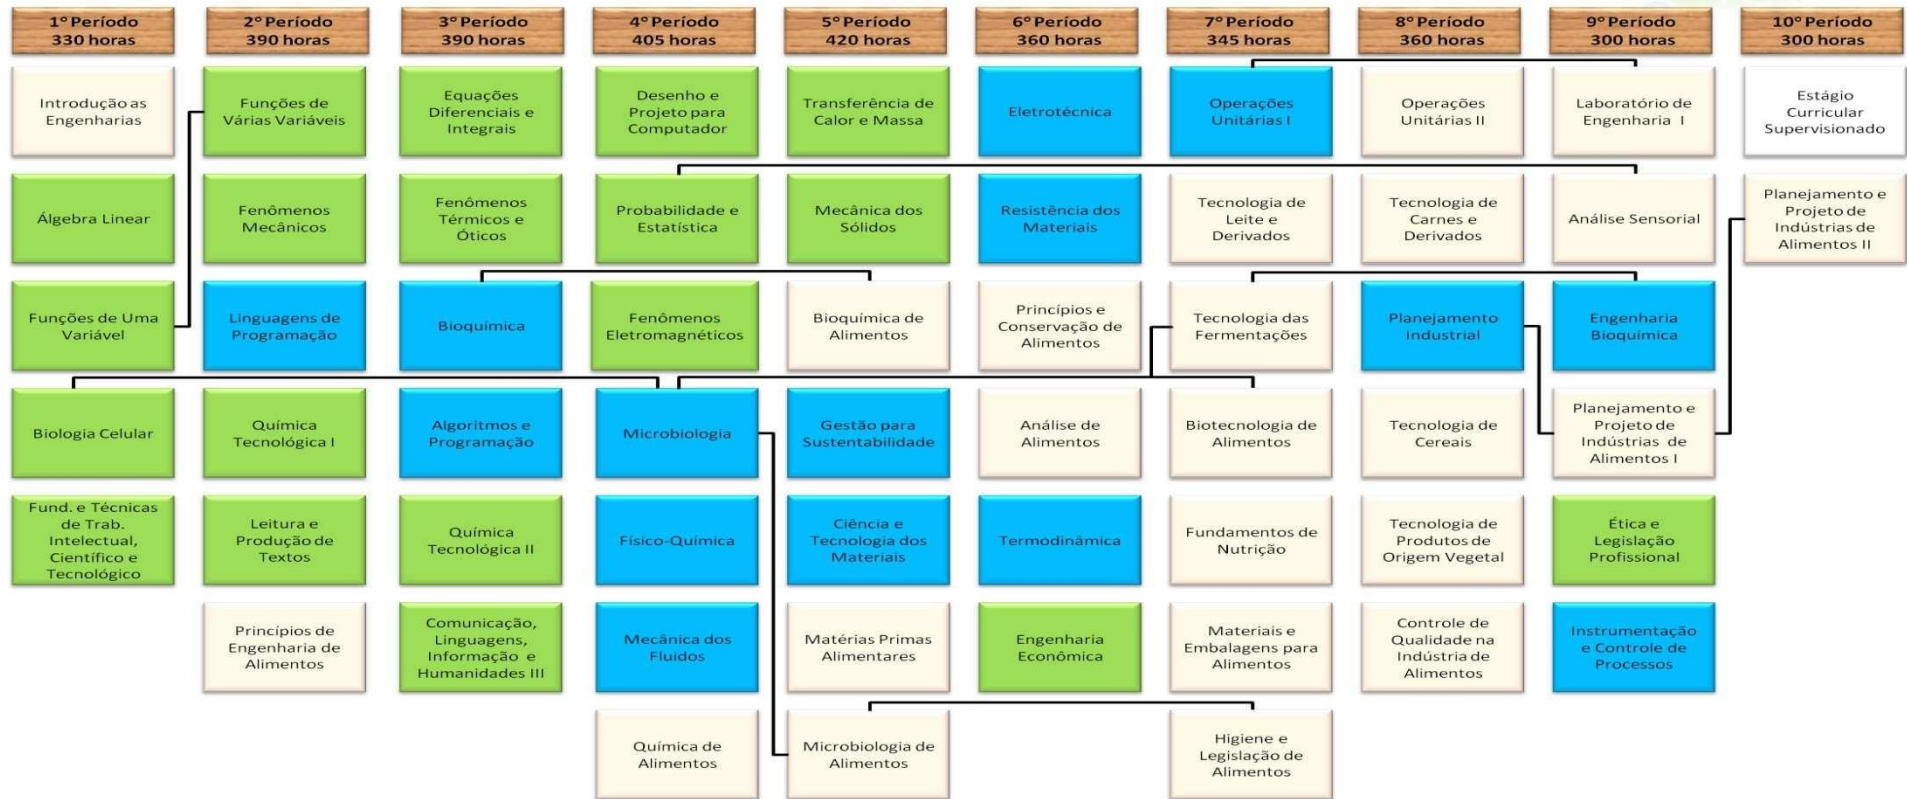 1º Período
330 horas
2º Período
390 horas
3º Período
390 horas
4º Período
405 horas
5º Período
420 horas
6º Período
360 horas
7º Período
345 horas
8º Período
360 horas
9º Período
300 horas
10º Período
300 horas
Introdução as
Engenharias
Funções de
Várias Variáveis
Equações
Diferenciais e
Integrais
Desenho e
Projeto para
Computador
Transferência de
Calor e Massa
Eletrotécnica
Operações
Unitárias I
Operações
Unitárias II
Laboratório de
Engenharia I
Estágio
Curricular
Supervisionado
Álgebra Linear
Fenômenos
Mecânicos
Fenômenos
Térmicos e
Óticos
Probabilidade e
Estatística
Mecânica dos
Sólidos
Resistência dos
Materiais
Tecnologia de
Leite e
Derivados
Tecnologia de
Carnes e
Derivados
Análise Sensorial
Planejamento e
Projeto de
Indústrias de
Alimentos II
Funções de Uma
Variável
Linguagens de
Programação
Bioquímica
Fenômenos
Eletromagnéticos
Bioquímica de
Alimentos
Princípios e
Conservação de
Alimentos
Tecnologia das
Fermentações
Planejamento
Industrial
Engenharia
Bioquímica
Biologia Celular
Química
Tecnológica I
Algoritmos e
Programação
Microbiologia
Gestão para
Sustentabilidade
Análise de
Alimentos
Biotecnologia de
Alimentos
Tecnologia de
Cereais
Planejamento e
Projeto de
Indústrias de
Alimentos I
Fund. e Técnicas
de Trab.
Intelectual,
Científico e
Tecnológico
Leitura e
Produção de
Textos
Química
Tecnológica II
Físico-Química
Ciência e
Tecnologia dos
Materiais
Termodinâmica
Fundamentos de
Nutrição
Tecnologia de
Produtos de
Origem Vegetal
Ética e
Legislação
Profissional
Princípios de
Engenharia de
Alimentos
Comunicação,
Linguagens,
Informação e
Humanidades III
Mecânica dos
Fluidos
Matérias Primas
Alimentares
Engenharia
Econômica
Materiais e
Embalagens para
Alimentos
Controle de
Qualidade na
Indústria de
Alimentos
Instrumentação
e Controle de
Processos
Química de
Alimentos
Microbiologia de
Alimentos
Higiene e
Legislação de
Alimentos